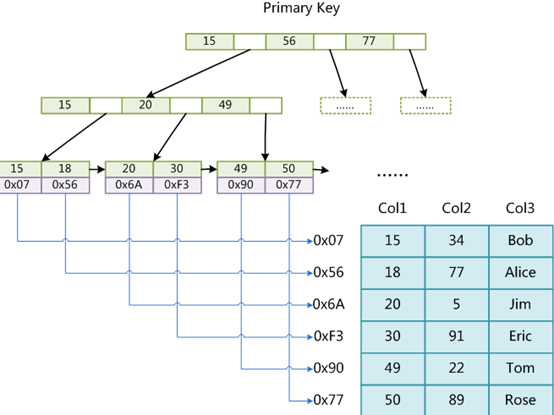 Primary Key
15 56 77
15 20 49
...... ......
15 18 20 30 49 50
0x07 0x56 0x6A 0xF3 0x90 0x77
......
Col1 Col2 Col3
0x07 15 34 Bob
0x56 18 77 Alice
0x6A 20 5 Jim
0xF3 30 91 Eric
0x90 49 22 Tom
0x77 50 89 Rose